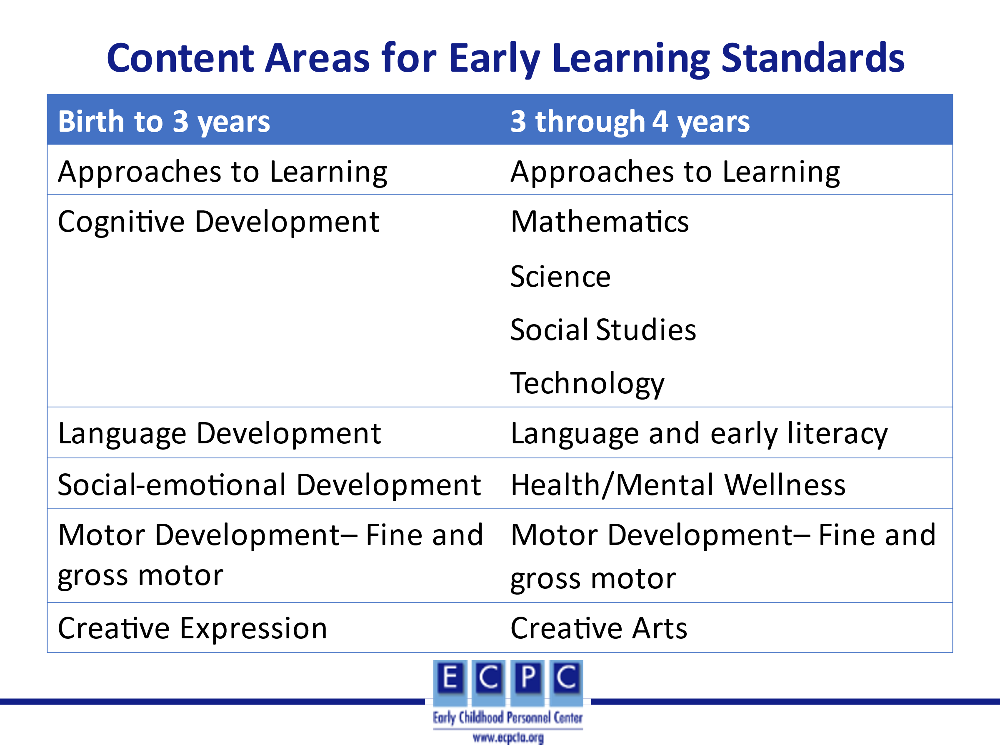 Content Areas for Early Learning Standards
Birth to 3 years
3 through 4 years
Approaches to Learning
Approaches to Learning
Cognitive Development
Mathematics
Science
Social Studies
Technology
Language Development
Language and early literacy
Social-emotional Development
Health/Mental Wellness
Motor Development– Fine and
gross motor
Motor Development– Fine and
gross motor
Creative Expression
Creative Arts
E C P C
Early Childhood Personnel Center
www.ecpcta.org